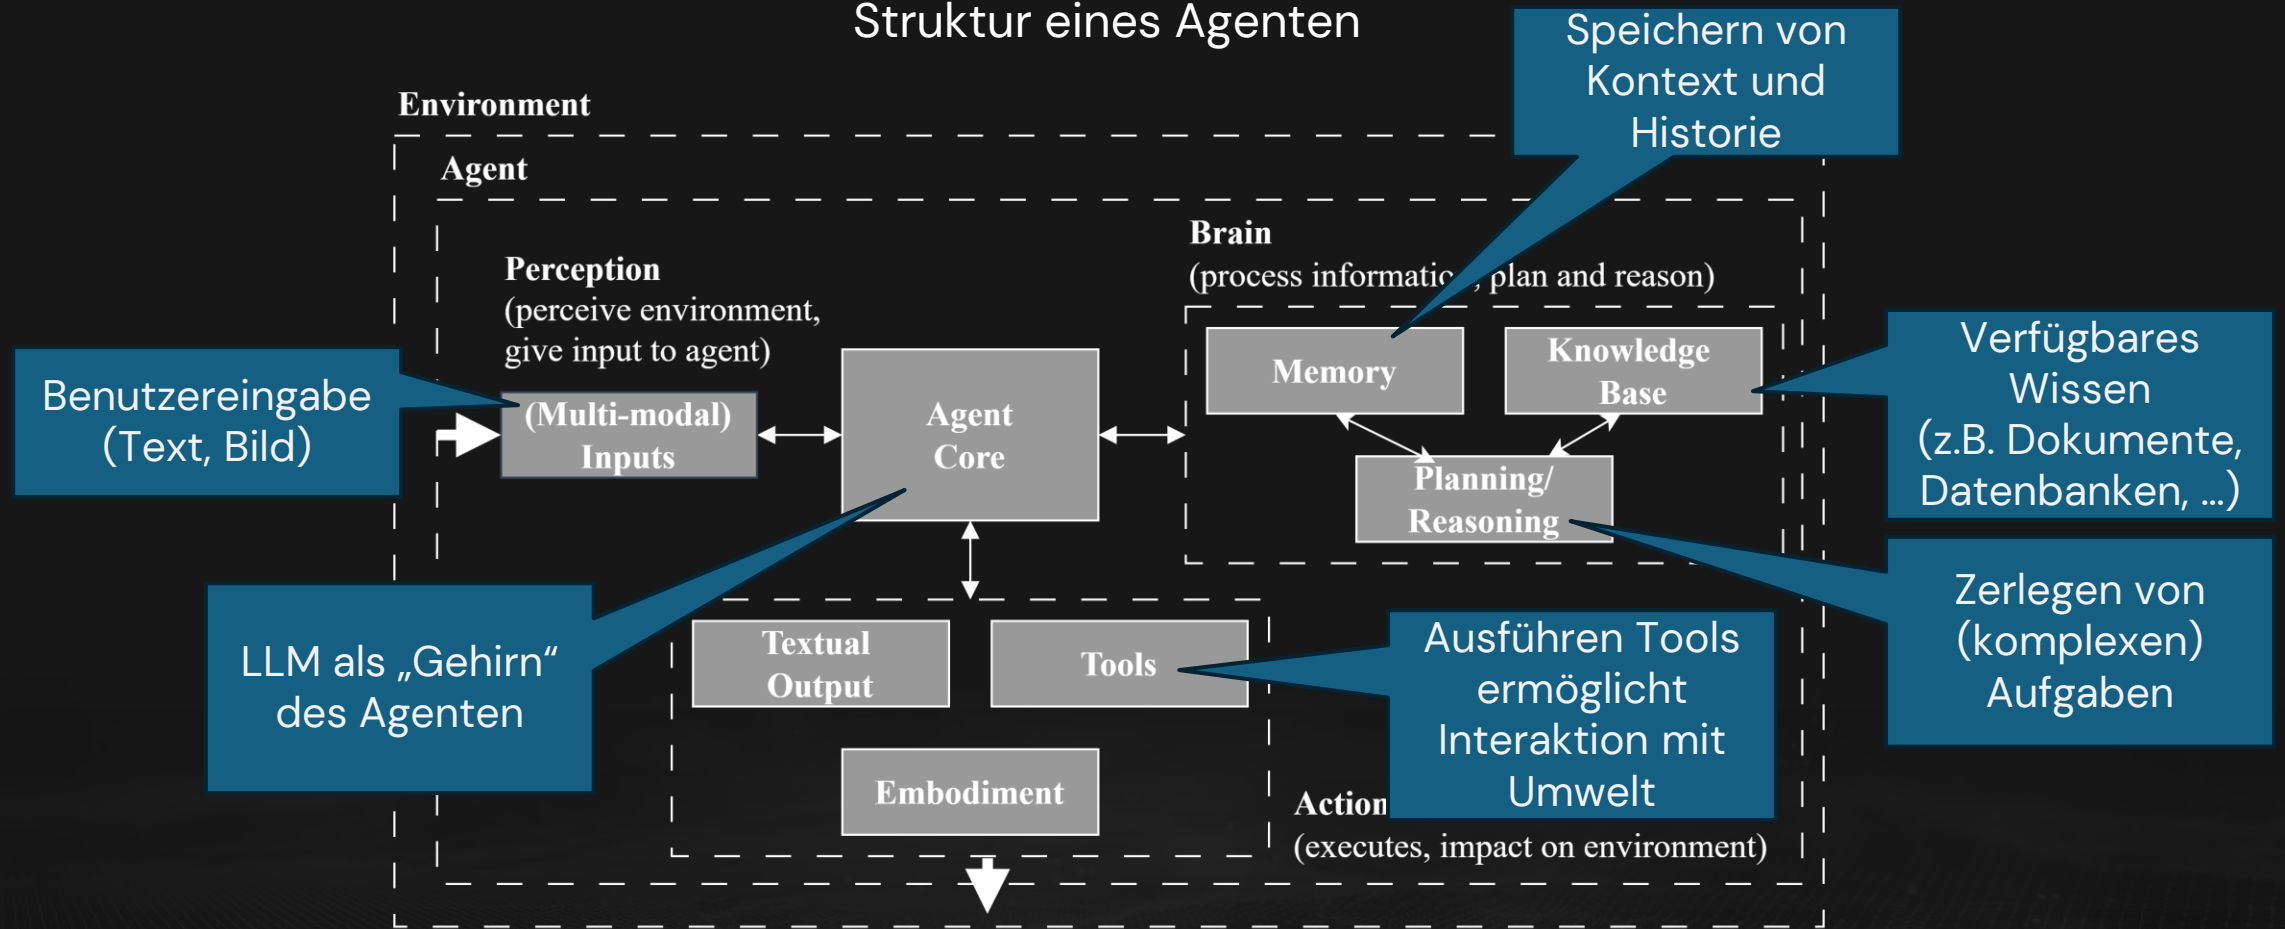 Struktur eines Agenten
Speichern von
Kontext und
Historie
Environment
Agent
Brain
(process informatio, plan and reason)
Perception
(perceive environment,
give input to agent)
Benutzereingabe
(Text, Bild)
(Multi-modal)
Inputs
Agent
Core
Memory
Knowledge
Base
Planning/
Reasoning
Verfügbares
Wissen
(z.B. Dokumente,
Datenbanken, …)
Zerlegen von
(komplexen)
Aufgaben
LLM als „Gehirn“
des Agenten
Textual
Output
Tools
Embodiment
Ausführen Tools
ermöglicht
Interaktion mit
Umwelt
Action
(executes, impact on environment)